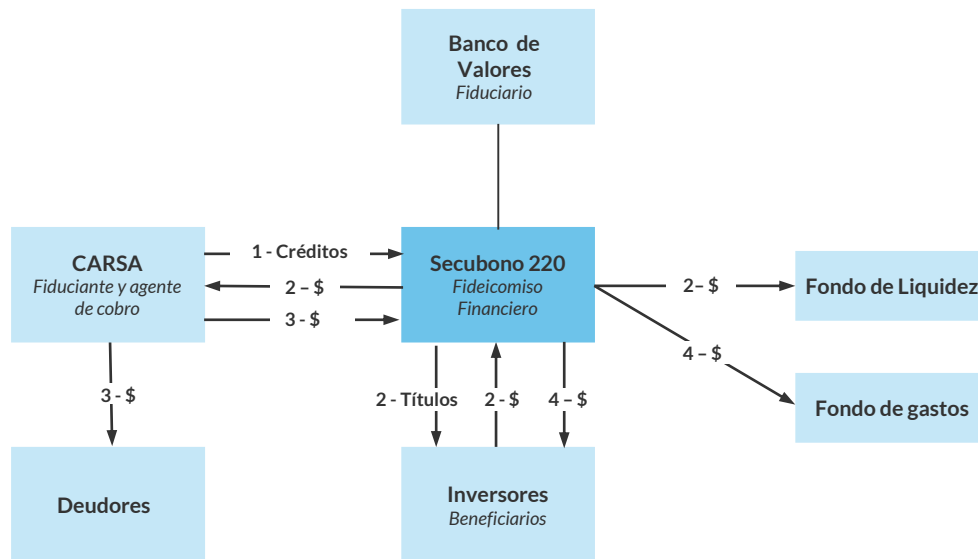 Banco de
Valores
Fiduciario
CARSA
Fiduciante y agente
de cobro
1 - Créditos
2 – $
3 - $
Secubono 220
Fideicomiso
Financiero
2– $
Fondo de Liquidez
4 – $
Fondo de gastos
3 - $
2 - Títulos
2 - $
4 – $
Deudores
Inversores
Beneficiarios